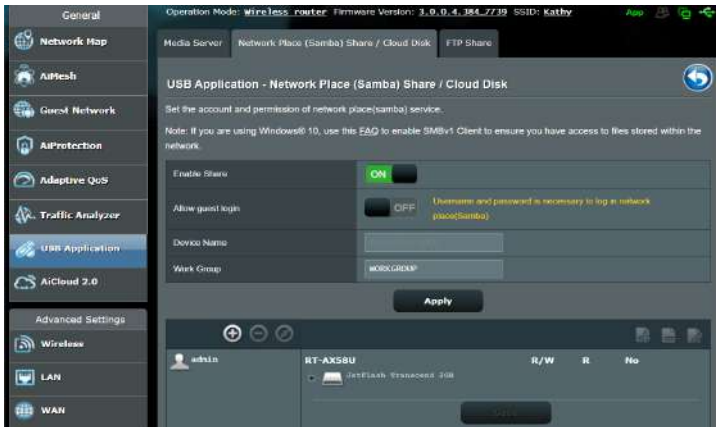 General
Operation Mode: Wireless router Firmware Version: 3.0.0.4.384_7739 SSID: Kathy
App
Network Map
Media Server
Network Place (Samba) Share / Cloud Disk
FTP Share
AiMesh
USB Application - Network Place (Samba) Share / Cloud Disk
Guest Network
Set the account and permission of network place(samba) service.
Note: If you are using Windows® 10, use this FAQ to enable SMBv1 Client to ensure you have access to files stored within the
network.
AiProtection
Adaptive QoS
Enable Share
ON
Traffic Analyzer
Allow guest login
OFF
Username and password is necessary to log in network
place(Samba)
USB Application
Device Name
AiCloud 2.0
Work Group
WORKGROUP
Apply
Advanced Settings
Wireless
admin
RT-AX58U
R/W
R
No
LAN
JetFlash Transcend 2GB
WAN